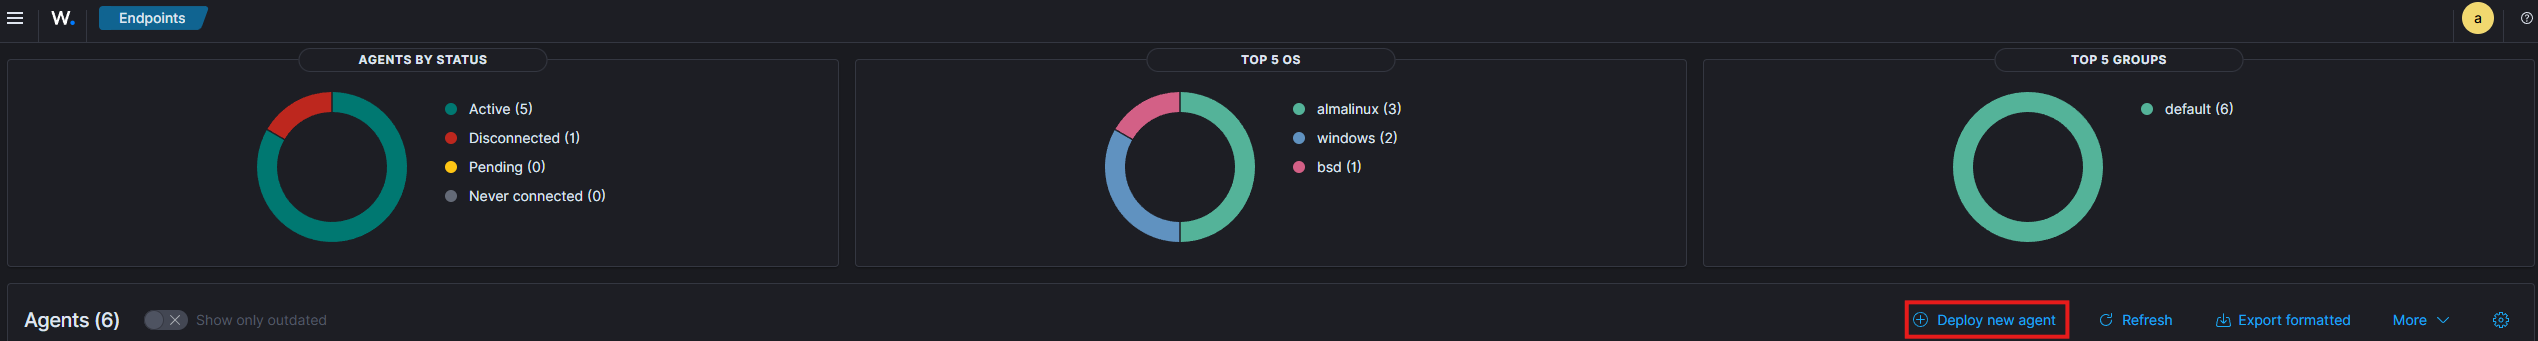 W. Endpoints a
AGENTS BY STATUS
Active (5)
Disconnected (1)
Pending (0)
Never connected (0)
TOP 5 OS
almalinux (3)
windows (2)
bsd (1)
TOP 5 GROUPS
default (6)
Agents (6) Show only outdated Deploy new agent Refresh Export formatted More